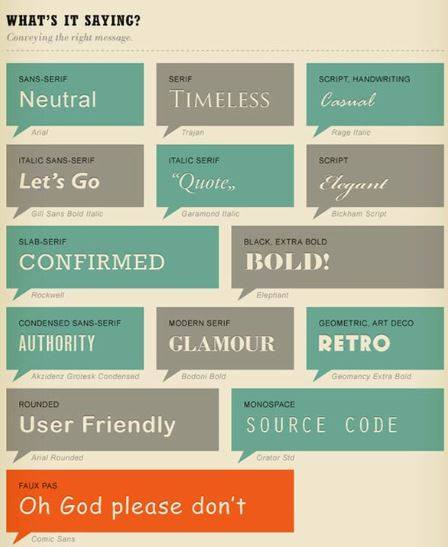 WHAT'S IT SAYING?
Conveying the right message.
SANS-SERIF
Neutral
Arial
SERIF
TIMELESS
Trajan
SCRIPT, HANDWRITING
Casual
Rage Italic
ITALIC SANS-SERIF
Let's Go
Gill Sans Bold Italic
ITALIC SERIF
“Quote„
Garamond Italic
SCRIPT
Elegant
Bickham Script
SLAB-SERIF
CONFIRMED
Rockwell
BLACK, EXTRA BOLD
BOLD!
Elephant
CONDENSED SANS-SERIF
AUTHORITY
Akzidenz Grotesk Condensed
MODERN SERIF
GLAMOUR
Bodoni Bold
GEOMETRIC, ART DECO
RETRO
Geomancy Extra Bold
ROUNDED
User Friendly
Arial Rounded
MONOSPACE
SOURCE CODE
Orator Std
FAUX PAS
Oh God please don't
Comic Sans